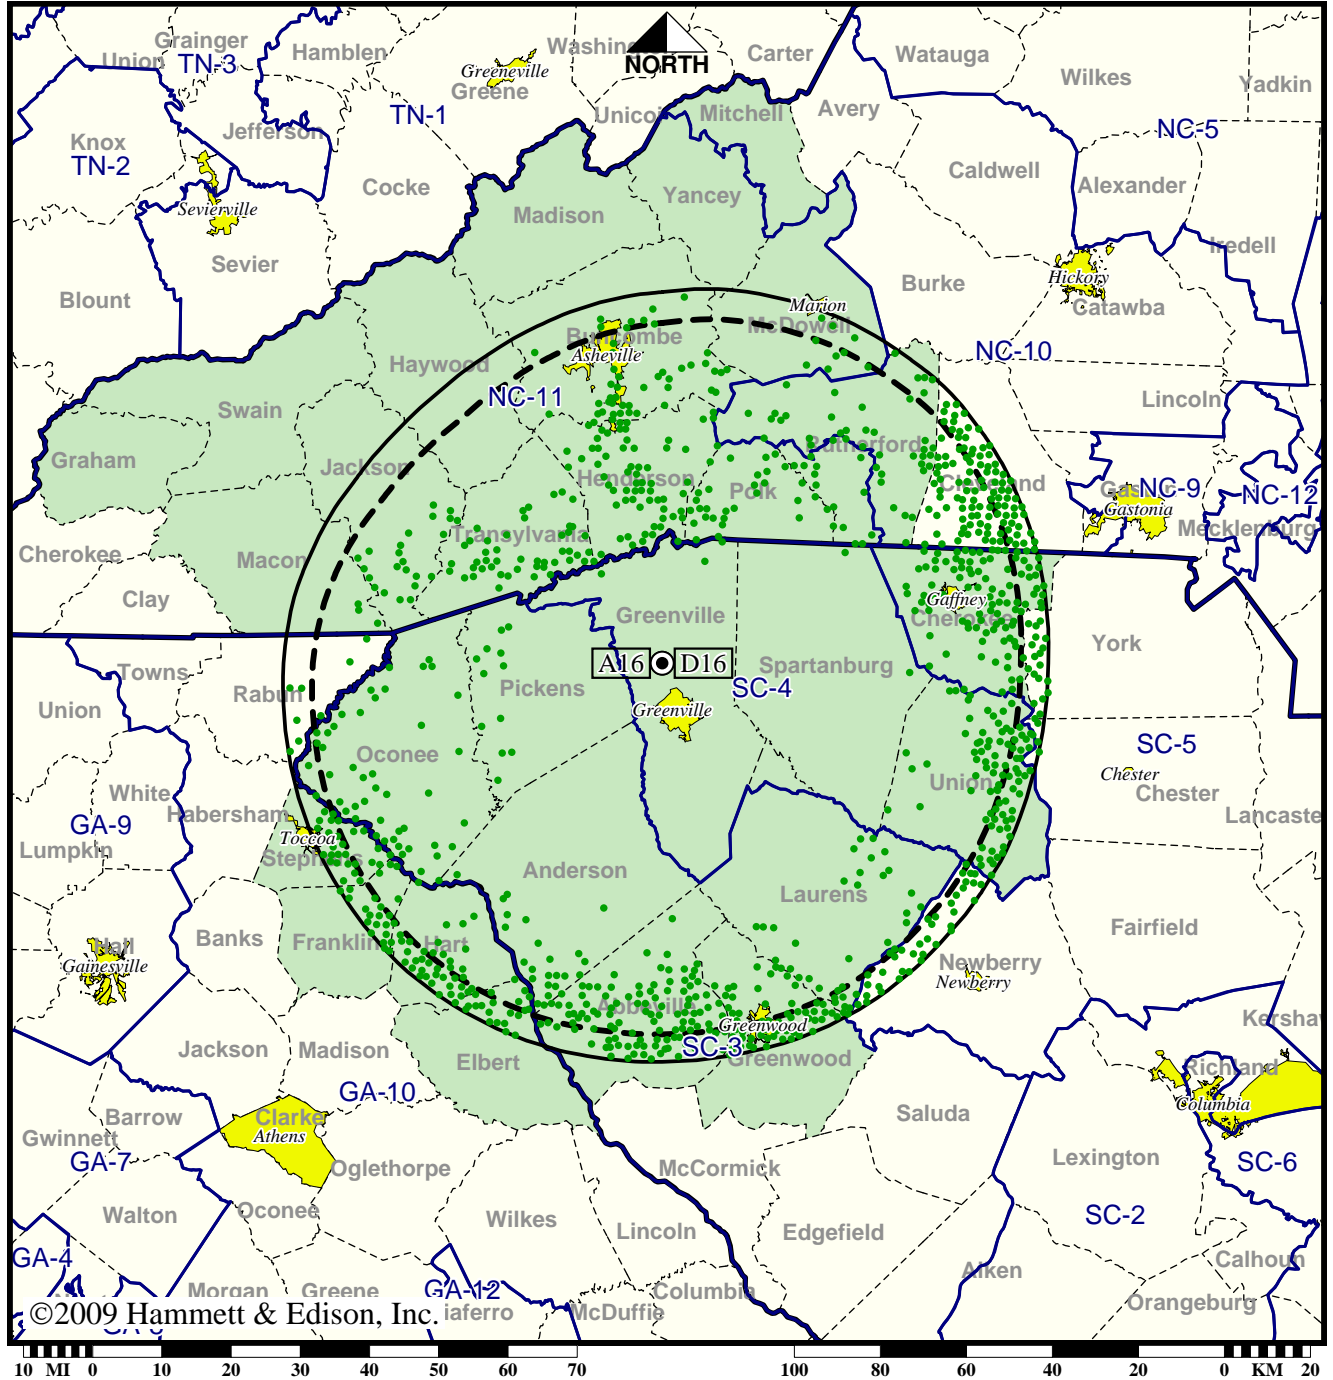 Grainger
Union
TN-3
Hamblen
Greeneville
Greene
Washin
NORTH
Carter
Watauga
Wilkes
Yadkin
TN-1
Unicoi
Mitchell
Avery
NC-5
Knox
TN-2
Jefferson
Cocke
Caldwell
Alexander
Sevierville
Madison
Yancey
Iredell
Sevier
Blount
Burke
Hickory
Catawba
Marion
McDowell
Buncombe
Asheville
Haywood
NC-10
NC-11
Swain
Lincoln
Graham
Jackson
Rutherford
Henderson
Polk
Cleveland
NC-9
Gastonia
NC-12
Mecklenburg
Transylvania
Cherokee
Macon
Clay
Gaffney
Cherokee
Greenville
York
Towns
Rabun
Union
Pickens
A16
D16
Spartanburg
SC-4
Greenville
Oconee
SC-5
Chester
Chester
White
Habersham
Union
Lancaste
GA-9
Lumpkin
Toccoa
Stephens
Anderson
Laurens
Fairfield
Banks
Franklin
Hart
Hall
Gainesville
Newberry
Newberry
Abbeville
Greenwood
SC-3
Greenwood
Kersha
Jackson
Madison
Elbert
Richland
Columbia
GA-10
Barrow
Clarke
Athens
Saluda
Gwinnett
GA-7
Oglethorpe
McCormick
Lexington
SC-6
Walton
Oconee
Wilkes
Lincoln
Edgefield
SC-2
GA-4
Calhoun
Aiken
Morgan
Greene
GA-12
Columbia
Orangeburg
©2009 Hammett & Edison, Inc.
iaferro
McDuffie
10 MI 0 10 20 30 40 50 60 70 100 80 60 40 20 0 KM 20